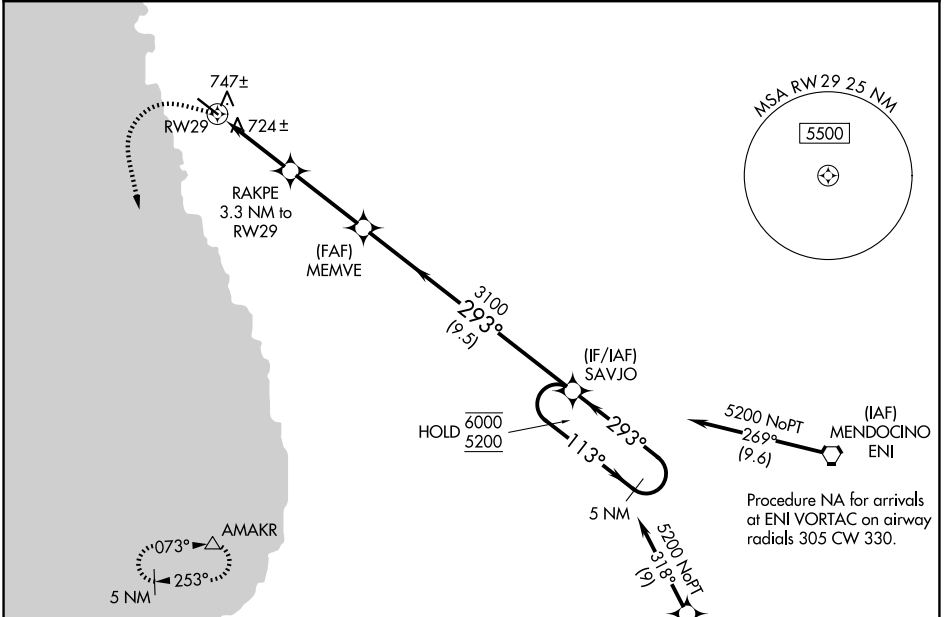 747±
RW29
724±
RAKPE
3.3 NM to
RW29
(FAF)
MEMVE
3100
293°
(9.5)
(IF/IAF)
SAVJO
HOLD 6000
5200
293°
113°
5 NM
5200 NoPT
269°
(9.6)
(IAF)
MENDOCINO
ENI
Procedure NA for arrivals
at ENI VORTAC on airway
radials 305 CW 330.
5200 NoPT
318°
(9)
MSA RW 29 25 NM
5500
AMAKR
073°
253°
5 NM